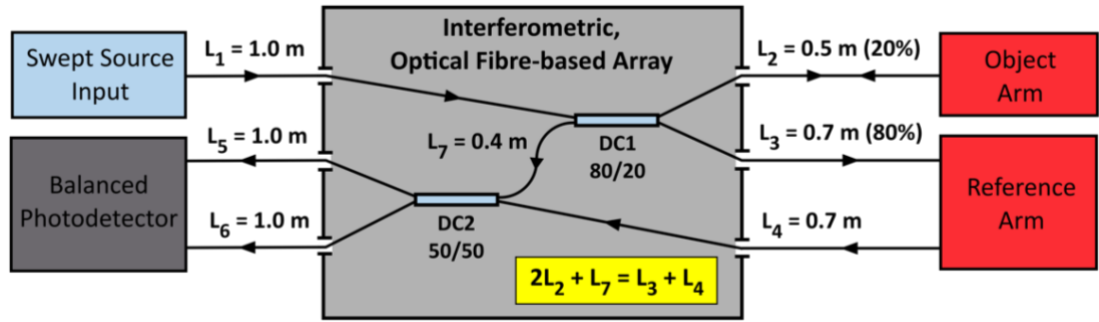 Interferometric,
Optical Fibre-based Array
Swept Source
Input
L₁ = 1.0 m
L₂ = 0.5 m (20%)
Object
Arm
L₅ = 1.0 m
L₇ = 0.4 m
DC1
80/20
L₃ = 0.7 m (80%)
Balanced
Photodetector
L₆ = 1.0 m
DC2
50/50
L₄ = 0.7 m
Reference
Arm
2L₂ + L₇ = L₃ + L₄